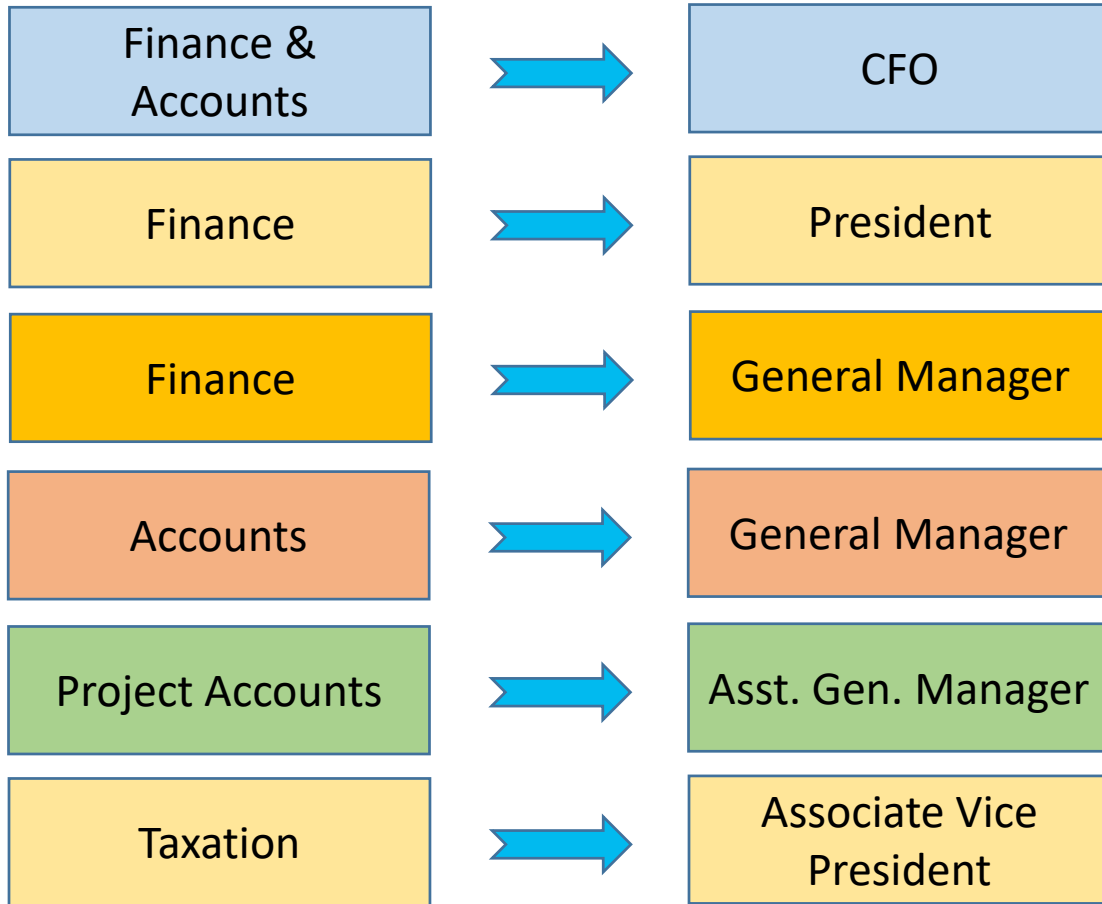 Finance &
Accounts
CFO
Finance
President
Finance
General Manager
Accounts
General Manager
Project Accounts
Asst. Gen. Manager
Taxation
Associate Vice
President